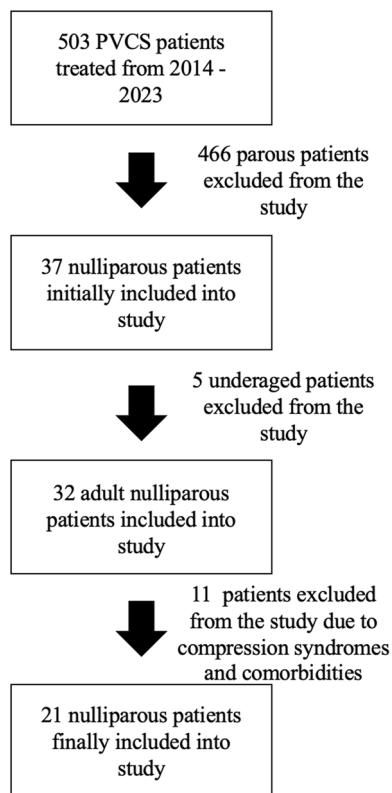 503 PVCS patients
treated from 2014 -
2023
466 parous patients
excluded from the
study
37 nulliparous patients
initially included into
study
5 underaged patients
excluded from the
study
32 adult nulliparous
patients included into
study
11 patients excluded
from the study due to
compression syndromes
and comorbidities
21 nulliparous patients
finally included into
study